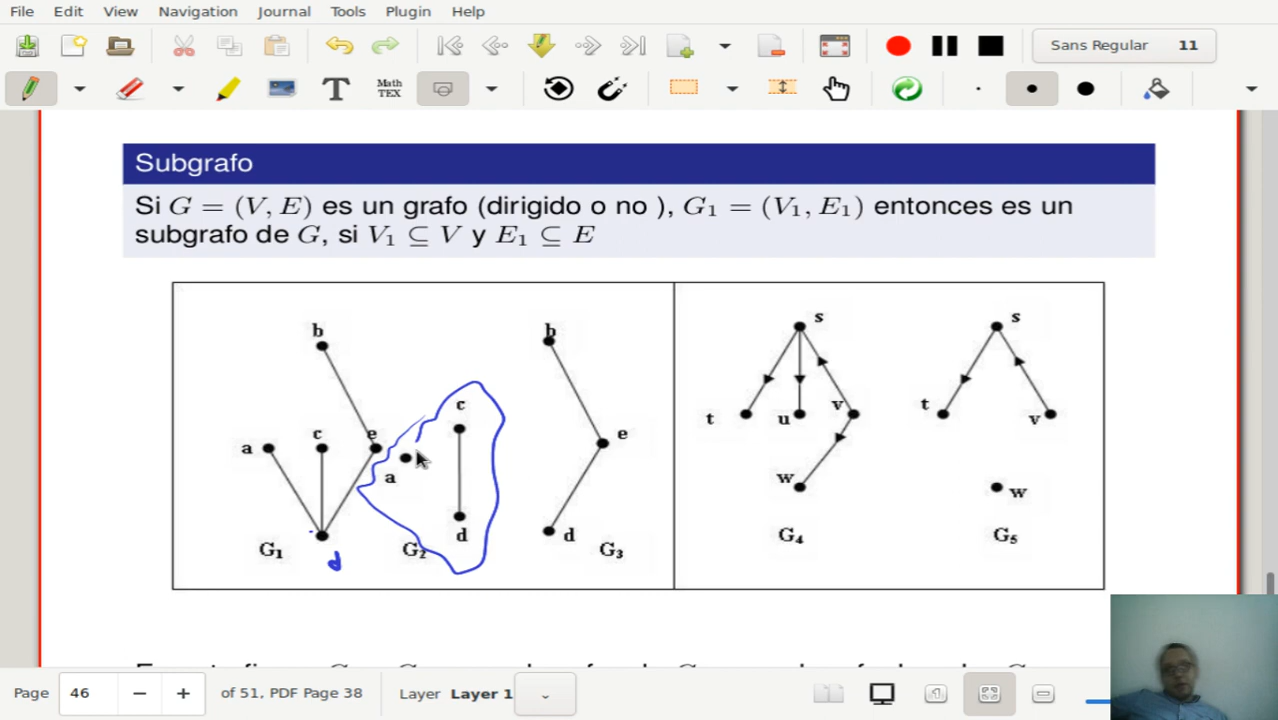 File Edit View Navigation Journal Tools Plugin Help
T Math TEX Sans Regular 11
Subgrafo
Si G = (V, E) es un grafo (dirigido o no ), G₁ = (V₁, E₁) entonces es un
subgrafo de G, si V₁ ⊆ V y E₁ ⊆ E
b
a c e
d
G₁
c
a
d
G₂
b
e
d
G₃
s
t u v
w
G₄
s
t v
w
G₅
Page 46 of 51, PDF Page 38 Layer Layer 1